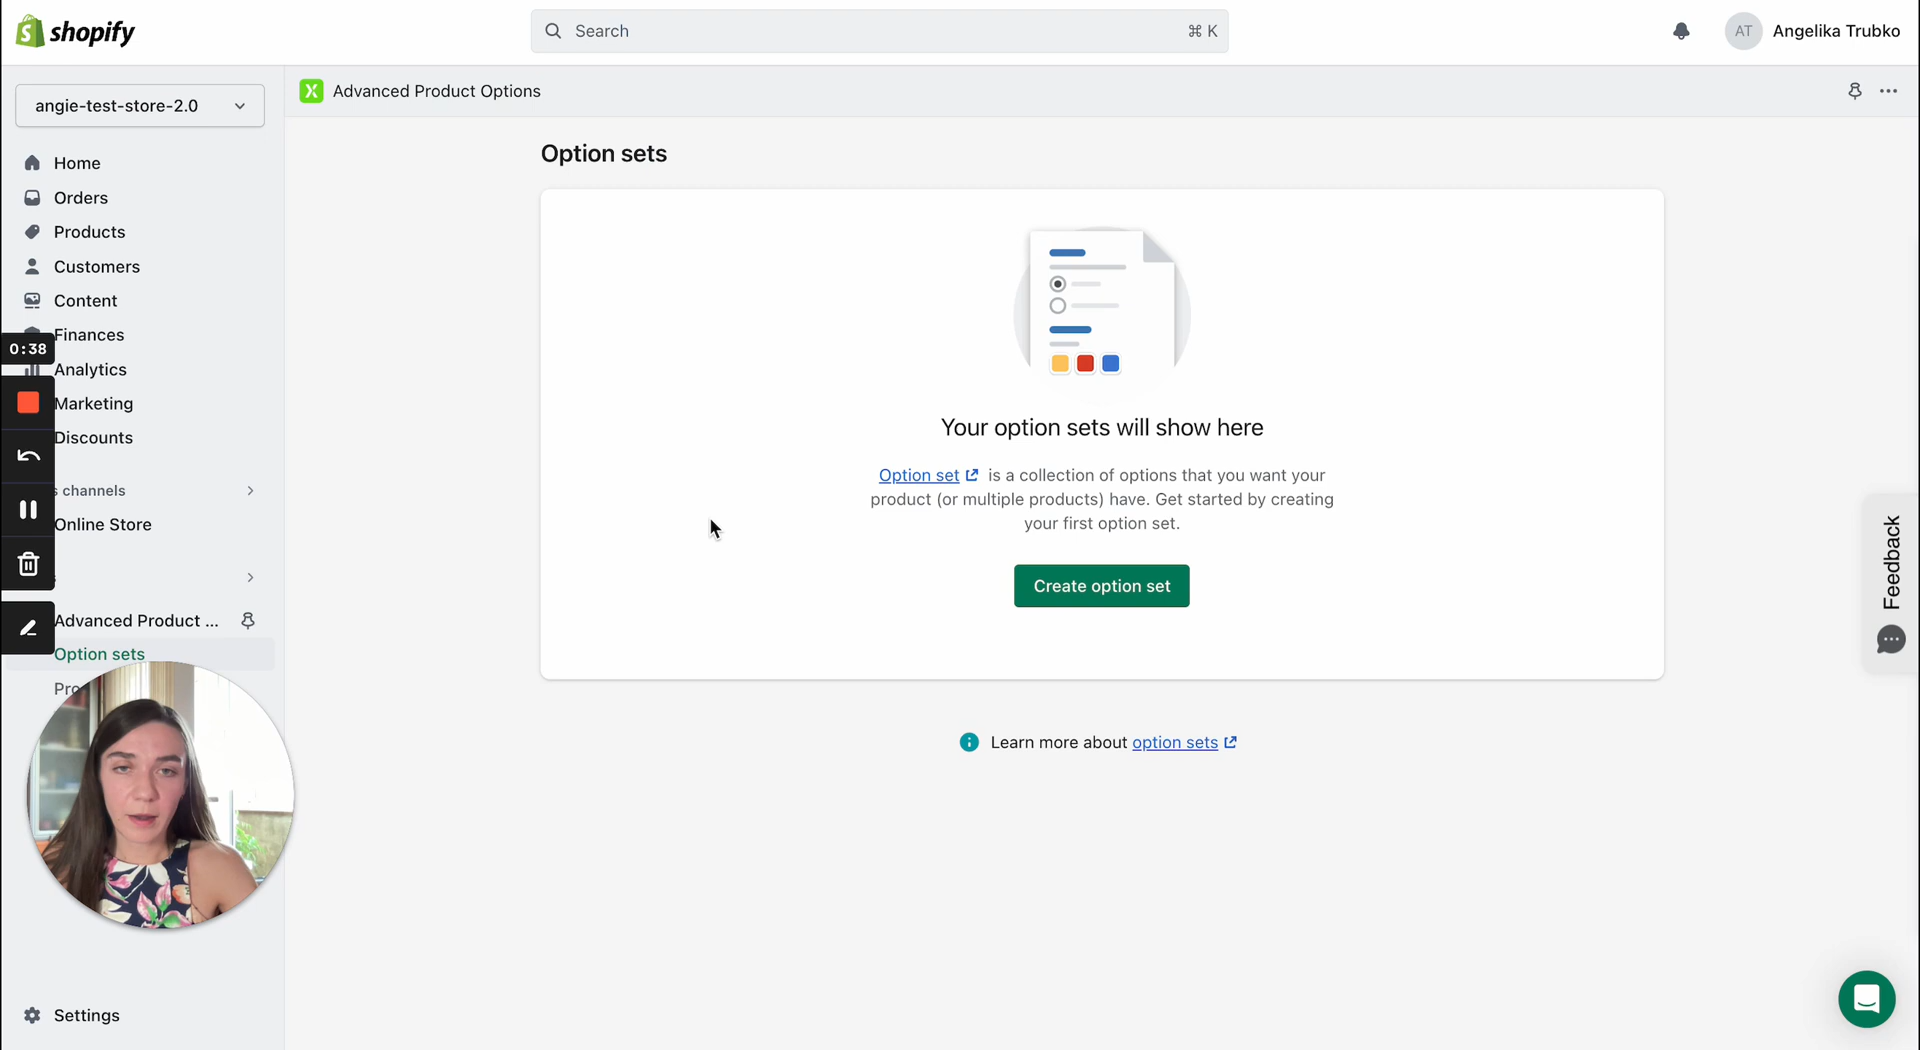 shopify
Search
⌘ K
AT
Angelika Trubko
angie-test-store-2.0
Advanced Product Options
Home
Orders
Products
Customers
Content
Finances
0:38
Analytics
Marketing
Discounts
s channels
Online Store
Advanced Product ...
Option sets
Option sets
Your option sets will show here
Option set is a collection of options that you want your
product (or multiple products) have. Get started by creating
your first option set.
Create option set
Learn more about option sets
Feedback
Settings